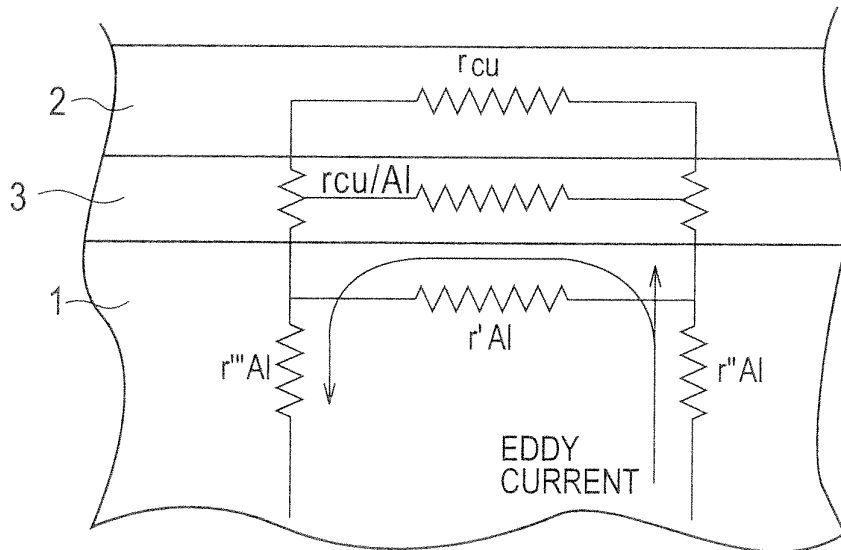 rcu
2
rcu/Al
3
1
r'Al
r'''Al
r''Al
EDDY
CURRENT